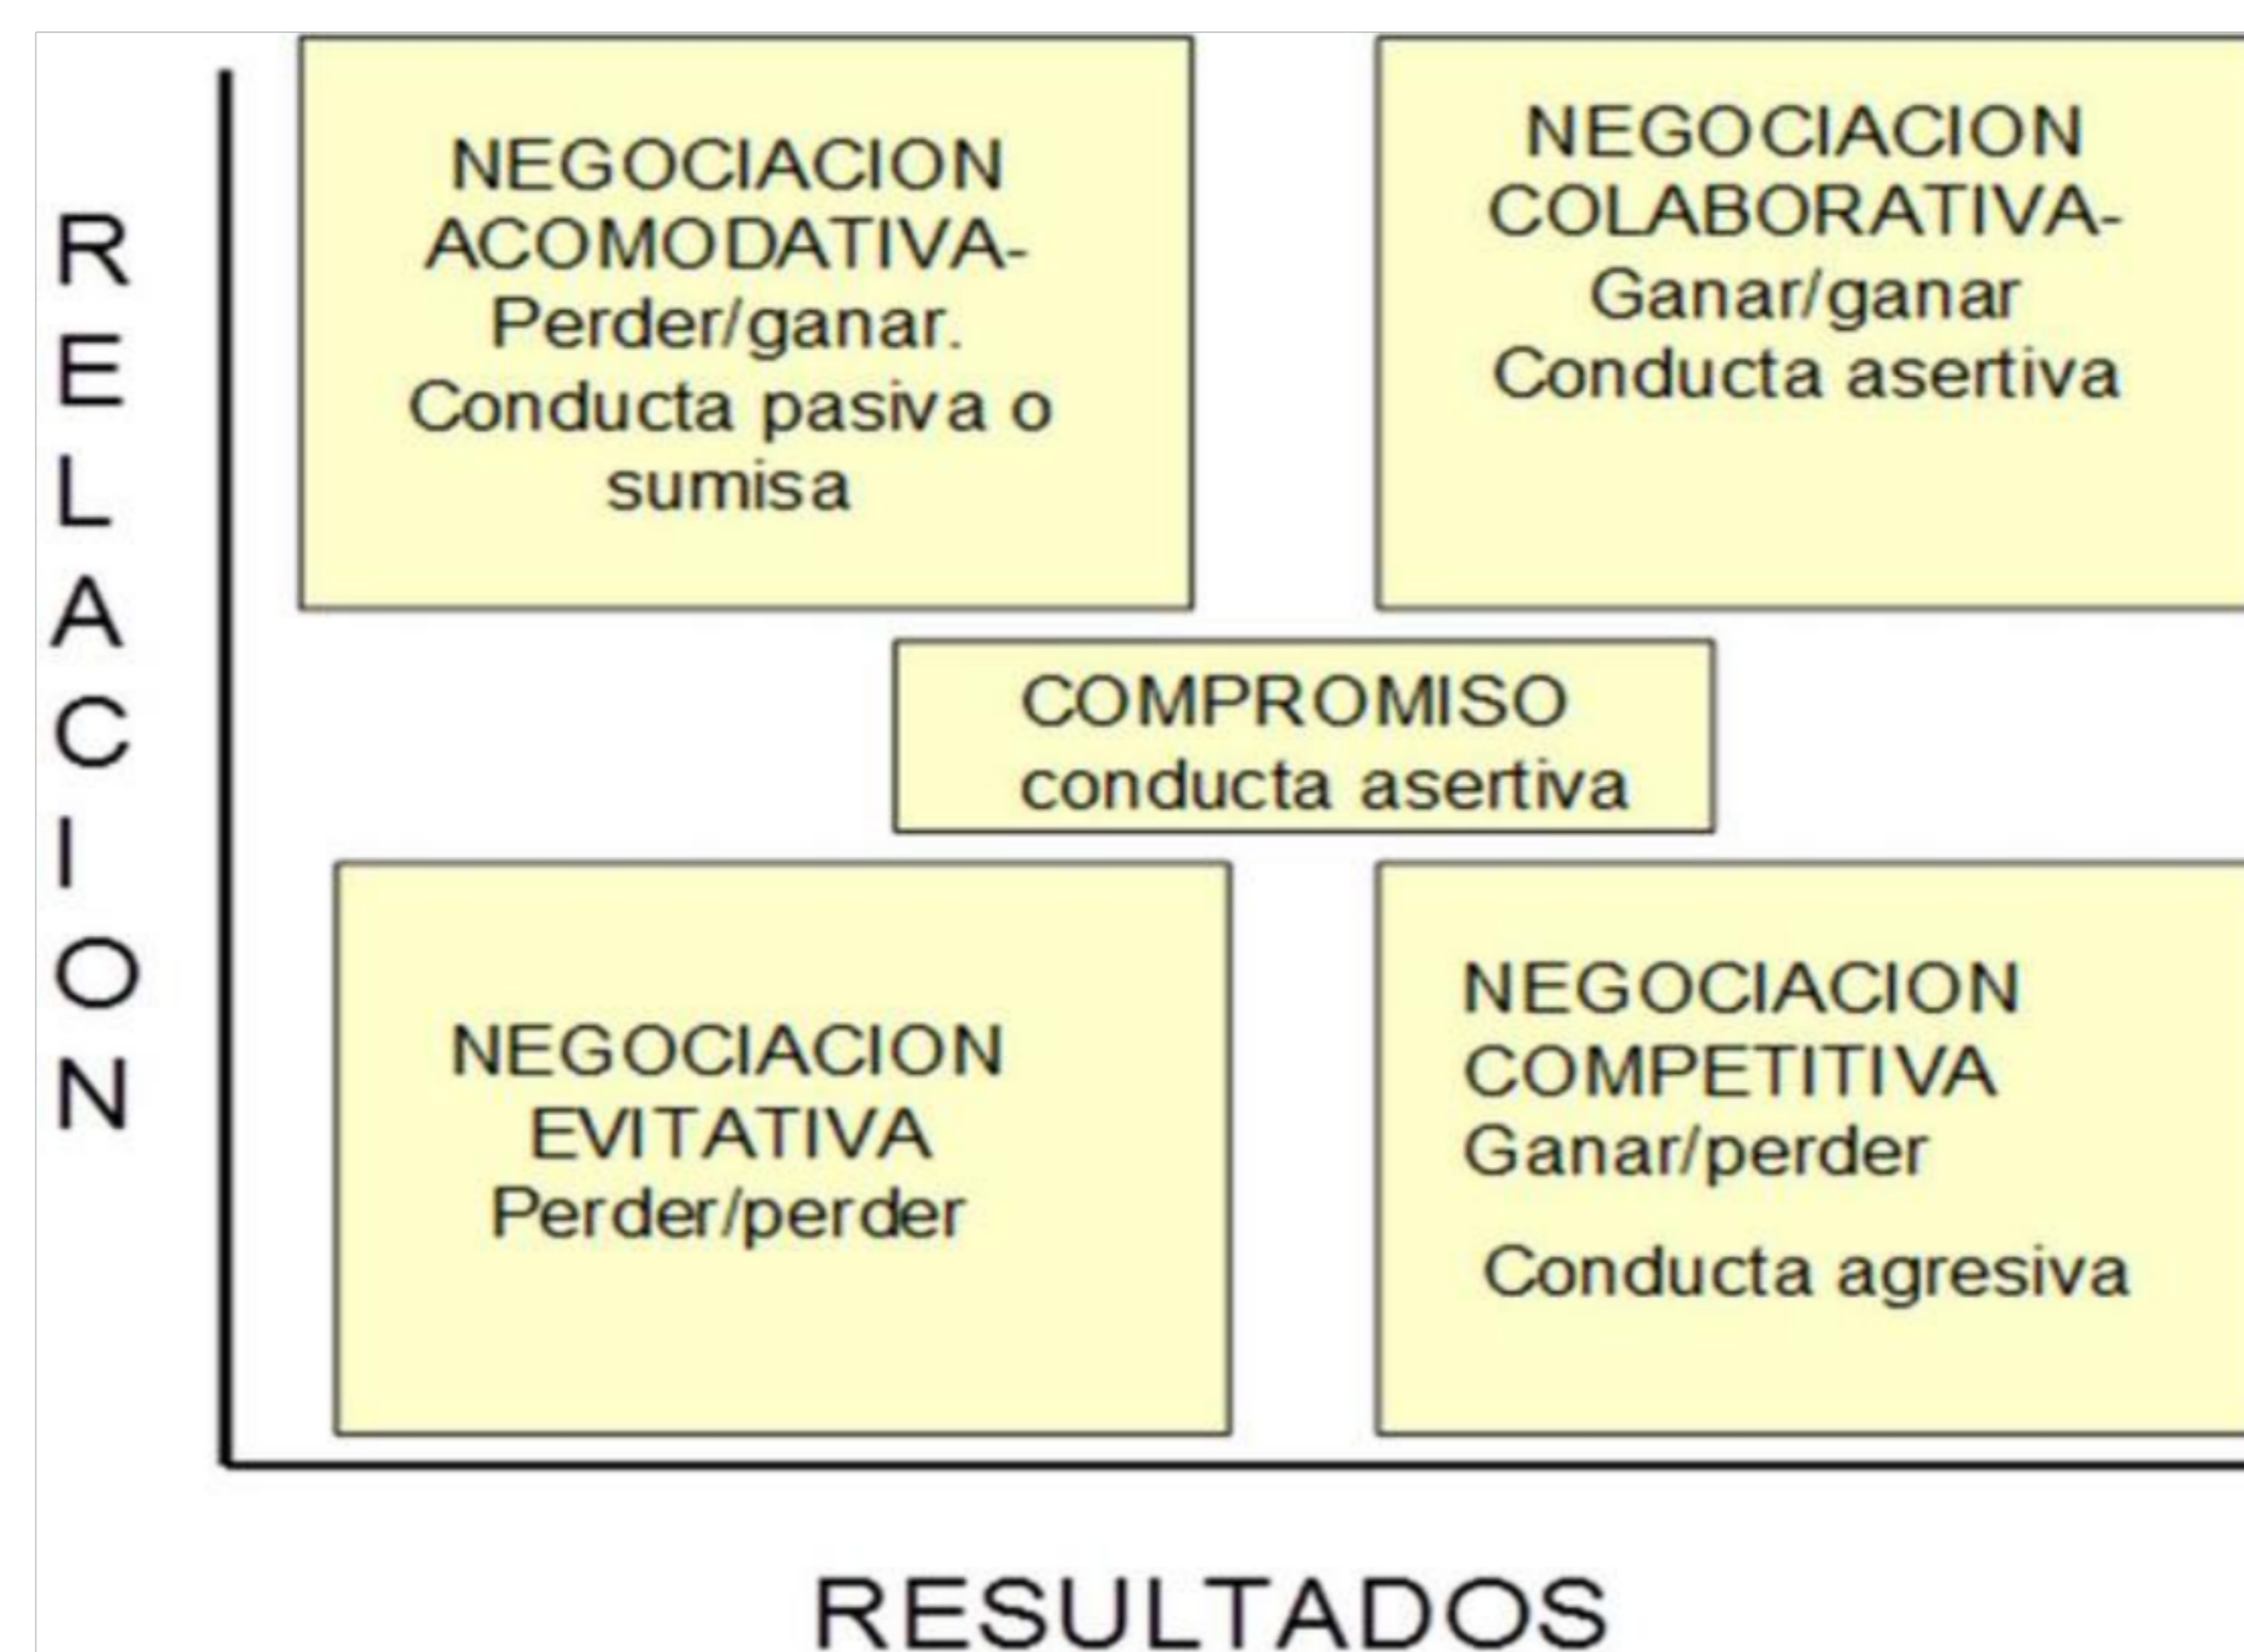 RELACION
NEGOCIACION
ACOMODATIVA-
Perder/ganar.
Conducta pasiva o
sumisa
NEGOCIACION
COLABORATIVA-
Ganar/ganar
Conducta asertiva
COMPROMISO
conducta asertiva
NEGOCIACION
EVITATIVA
Perder/perder
NEGOCIACION
COMPETITIVA
Ganar/perder
Conducta agresiva
RESULTADOS